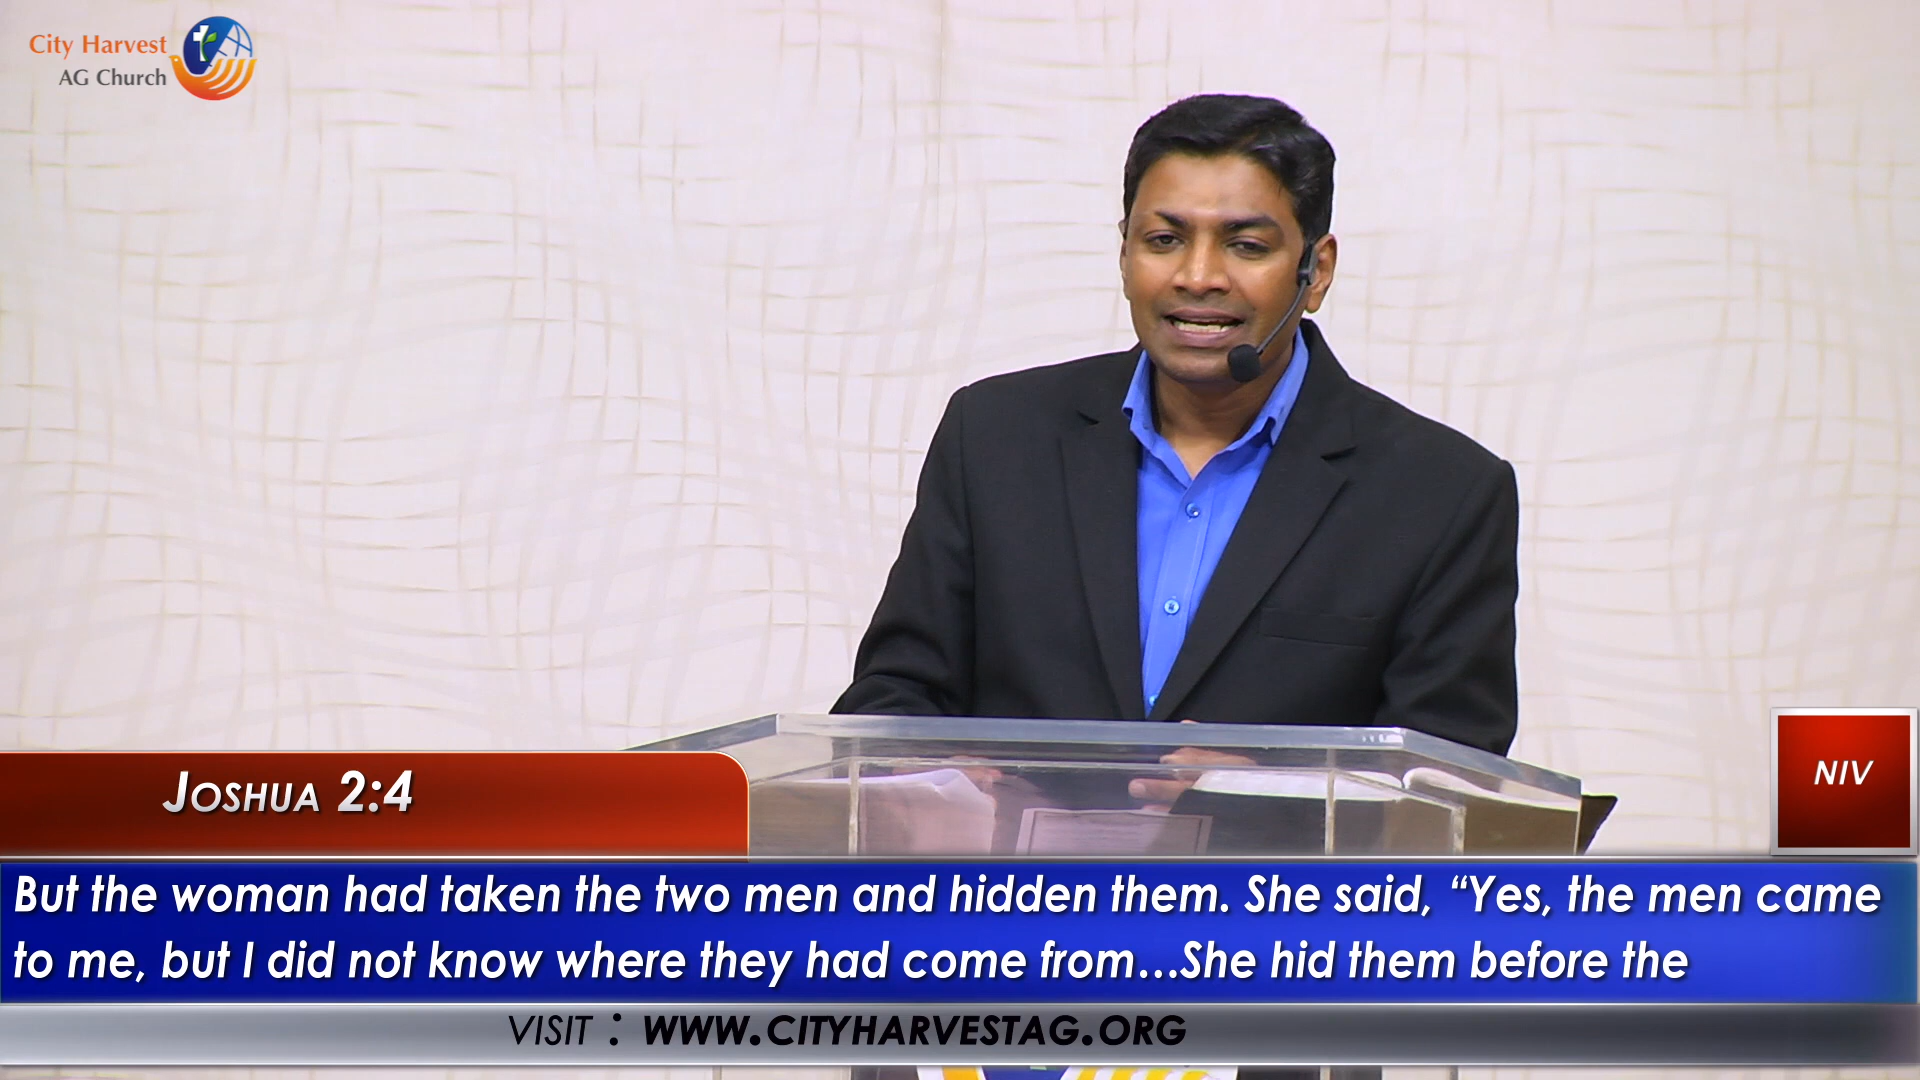 City Harvest
AG Church
Joshua 2:4
NIV
But the woman had taken the two men and hidden them. She said, “Yes, the men came
to me, but I did not know where they had come from...She hid them before the
VISIT : WWW.CITYHARVESTAG.ORG